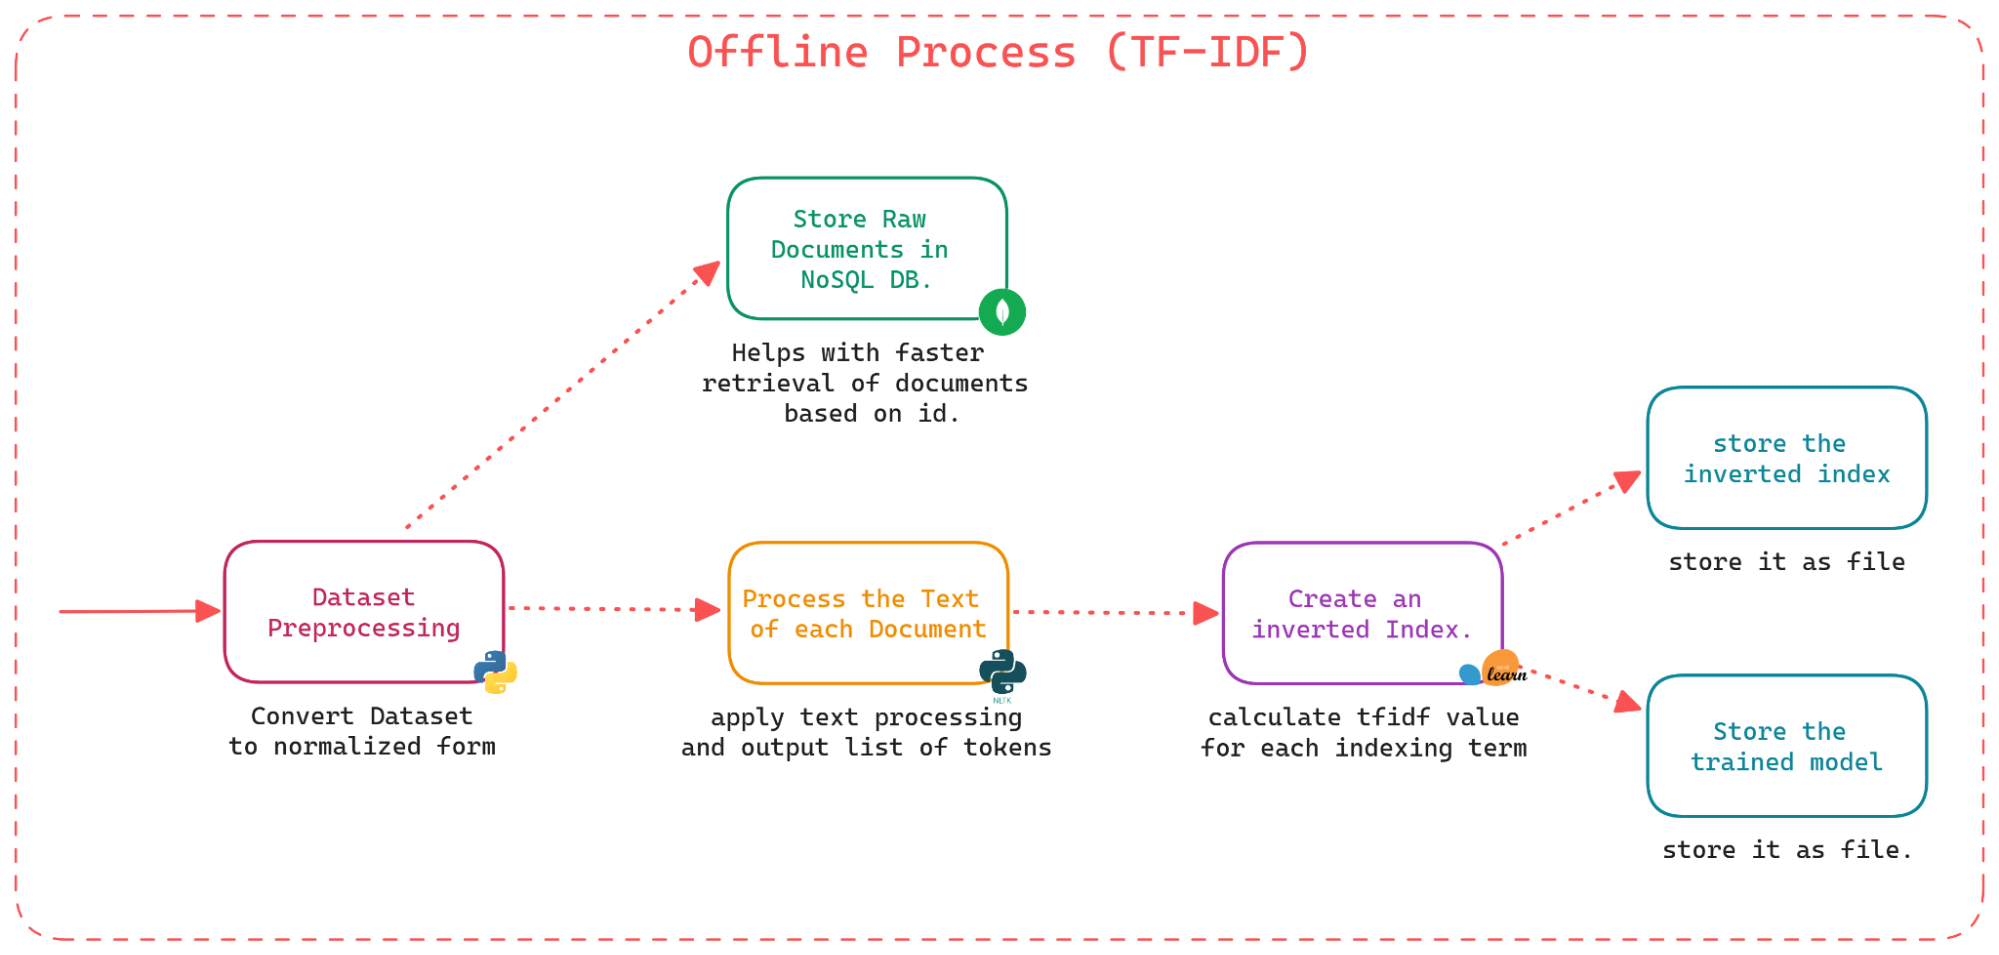 Offline Process (TF-IDF)
Store Raw
Documents in
NoSQL DB.
Helps with faster
retrieval of documents
based on id.
Dataset
Preprocessing
Convert Dataset
to normalized form
Process the Text
of each Document
NLTK
apply text processing
and output list of tokens
Create an
inverted Index.
learn
calculate tfidf value
for each indexing term
store the
inverted index
store it as file
Store the
trained model
store it as file.